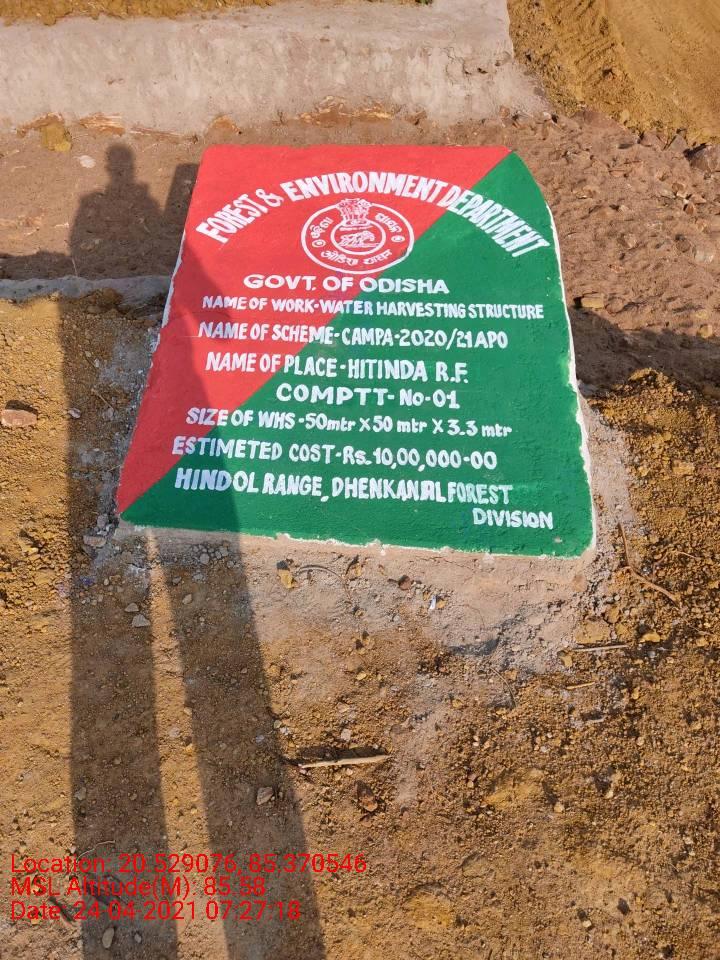 FOREST & ENVIRONMENT DEPARTMENT
GOVT. OF ODISHA
NAME OF WORK-WATER HARVESTING STRUCTURE
NAME OF SCHEME-CAMPA-2020/21 APO
NAME OF PLACE-HITINDA R.F.
COMPTT-No-01
SIZE OF WHS-50mtr X 50 mtr X 3.3 mtr
ESTIMETED COST-Rs.10,00,000-00
HINDOL RANGE, DHENKANAL FOREST
DIVISION
Location: 20.529076, 85.370546
MSL Altitude(M): 85.58
Date: 24-04-2021 07:27:18